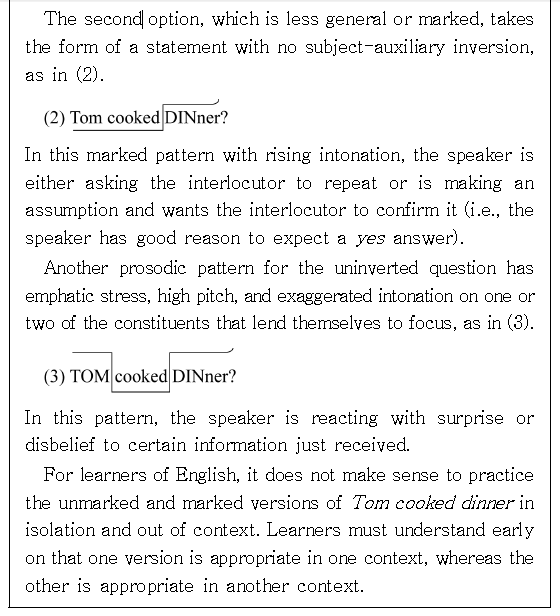 The second option, which is less general or marked, takes
the form of a statement with no subject-auxiliary inversion,
as in (2).
(2) Tom cooked DINner?
In this marked pattern with rising intonation, the speaker is
either asking the interlocutor to repeat or is making an
assumption and wants the interlocutor to confirm it (i.e., the
speaker has good reason to expect a yes answer).
Another prosodic pattern for the uninverted question has
emphatic stress, high pitch, and exaggerated intonation on one or
two of the constituents that lend themselves to focus, as in (3).
(3) TOM cooked DINner?
In this pattern, the speaker is reacting with surprise or
disbelief to certain information just received.
For learners of English, it does not make sense to practice
the unmarked and marked versions of Tom cooked dinner in
isolation and out of context. Learners must understand early
on that one version is appropriate in one context, whereas the
other is appropriate in another context.